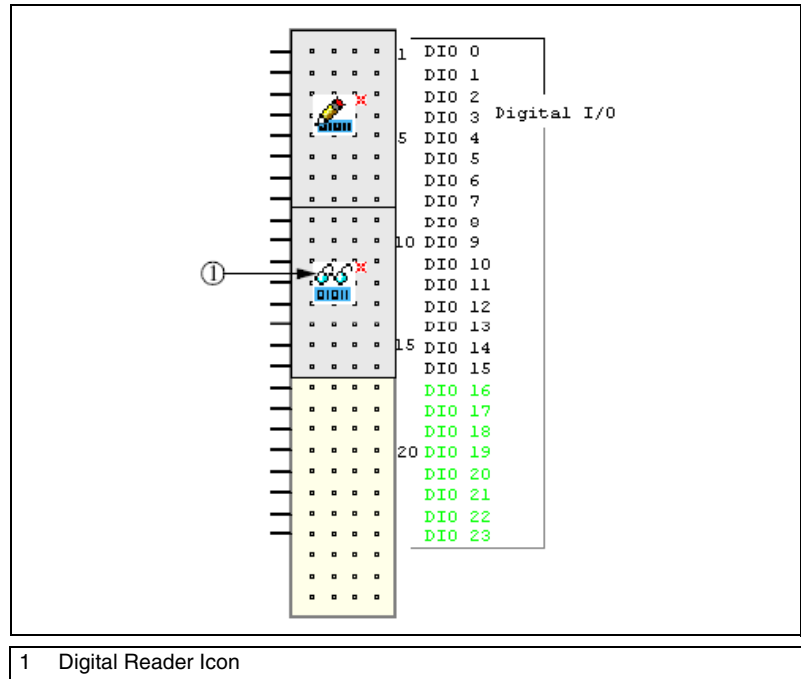 1 DIO 0
DIO 1
DIO 2
DIO 3 Digital I/O
5 DIO 4
DIO 5
DIO 6
DIO 7
DIO 8
10 DIO 9
DIO 10
01011
① DIO 11
01011
DIO 12
DIO 13
15 DIO 14
DIO 15
DIO 16
DIO 17
DIO 18
20 DIO 19
DIO 20
DIO 21
DIO 22
DIO 23
1 Digital Reader Icon